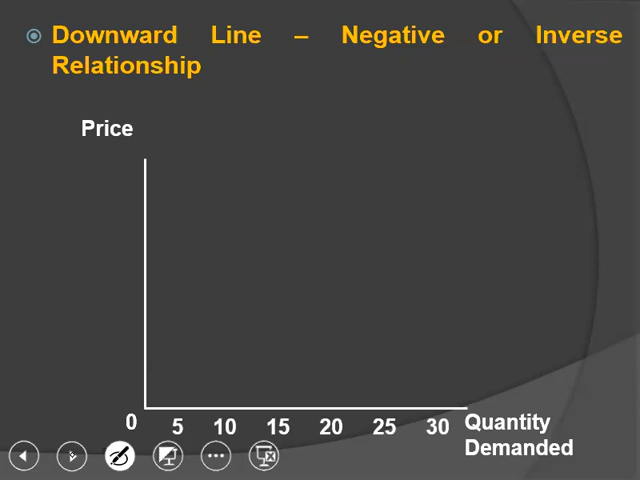 Downward Line – Negative or Inverse
Relationship
Price
0 5 10 15 20 25 30 Quantity
Demanded